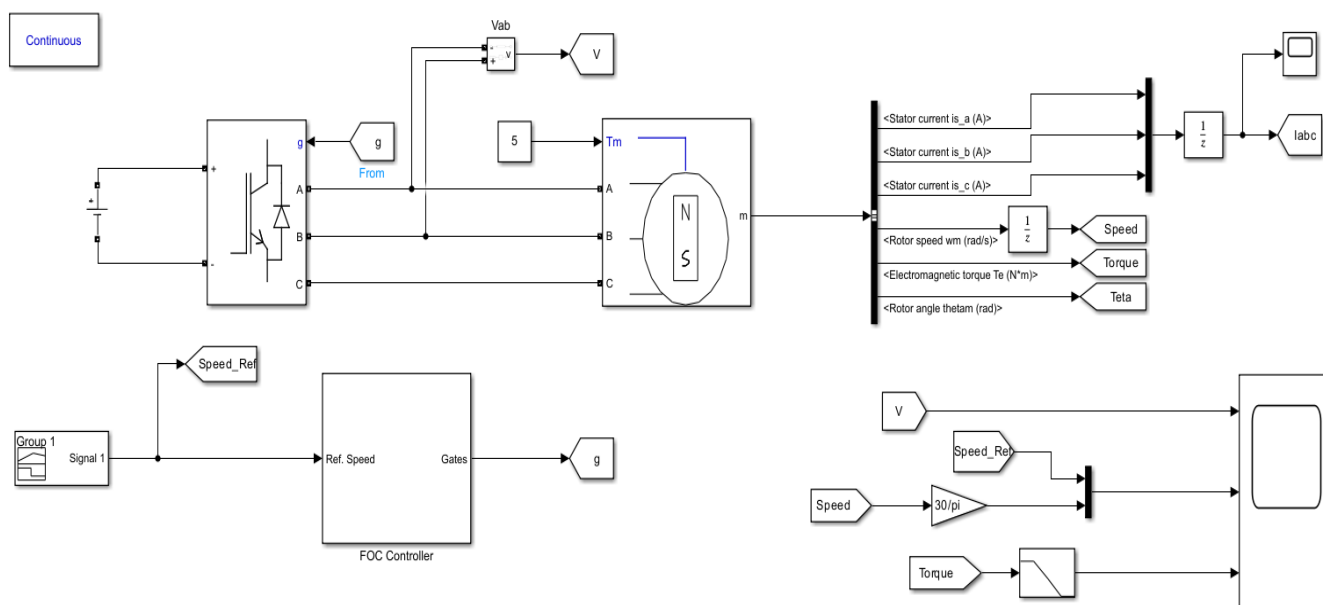 Continuous
Vab
-
+
v
V
g
g
From
5
Tm
+
-
A
B
C
A
B
C
N
S
m
<Stator current is_a (A)>
<Stator current is_b (A)>
<Stator current is_c (A)>
<Rotor speed wm (rad/s)>
<Electromagnetic torque Te (N*m)>
<Rotor angle thetam (rad)>
1
z
Iabc
1
z
Speed
Torque
Teta
Speed_Ref
Group 1
Signal 1
Ref. Speed
Gates
FOC Controller
g
V
Speed_Ref
Speed
30/pi
Torque